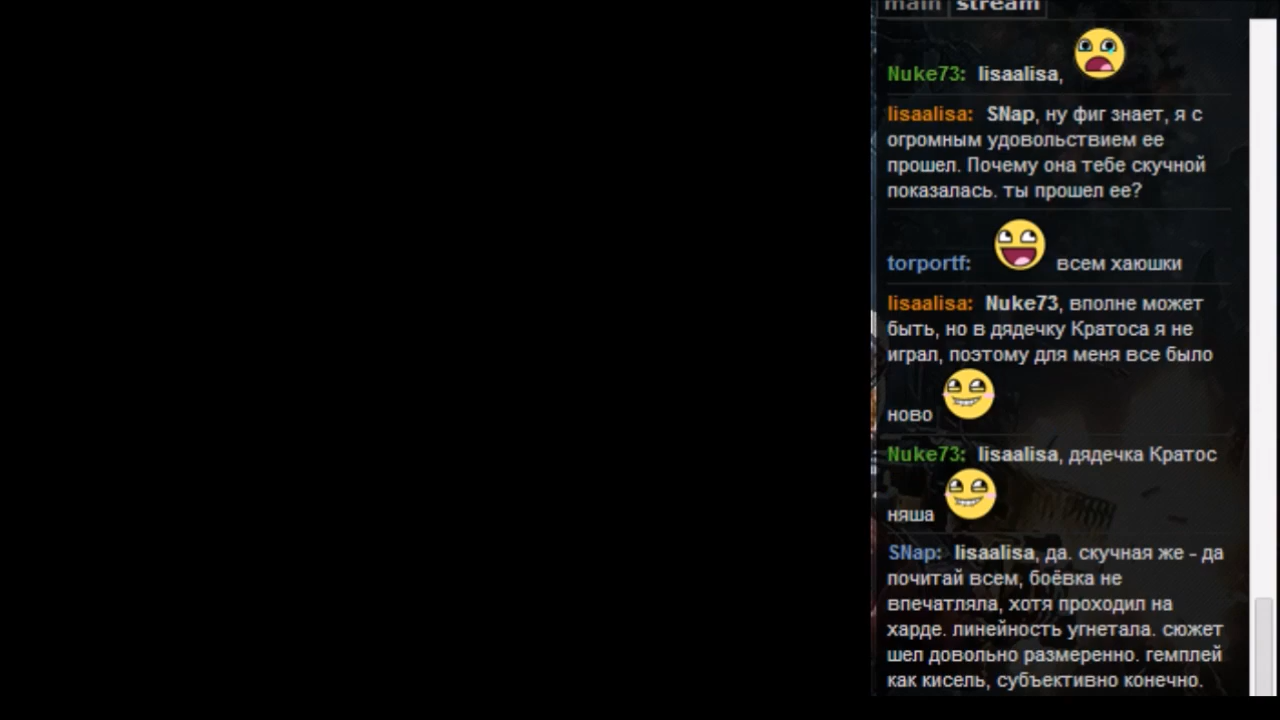 main stream
Nuke73: lisaalisa,
lisaalisa: SNap, ну фиг знает, я с
огромным удовольствием ее
прошел. Почему она тебе скучной
показалась. ты прошел ее?
torportf: всем хаюшки
lisaalisa: Nuke73, вполне может
быть, но в дядечку Кратоса я не
играл, поэтому для меня все было
ново
Nuke73: lisaalisa, дядечка Кратос
няша
SNap: lisaalisa, да. скучная же - да
почитай всем, боёвка не
впечатляла, хотя проходил на
харде. линейность угнетала. сюжет
шел довольно размеренно. гемплей
как кисель, субъективно конечно.